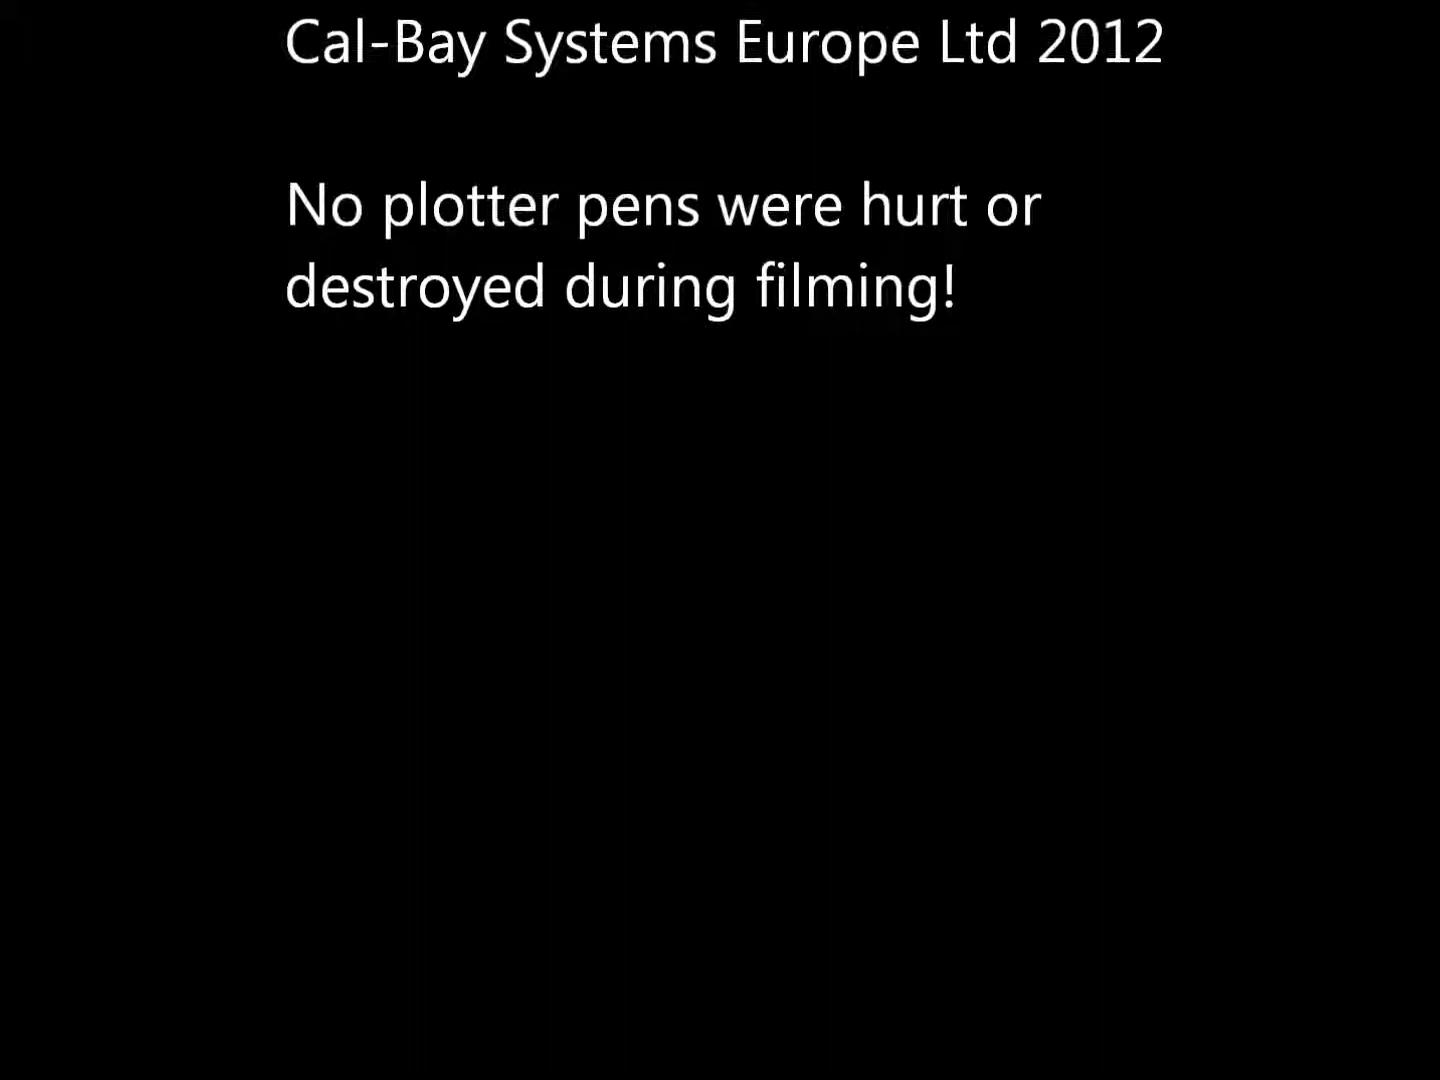 Cal-Bay Systems Europe Ltd 2012
No plotter pens were hurt or
destroyed during filming!